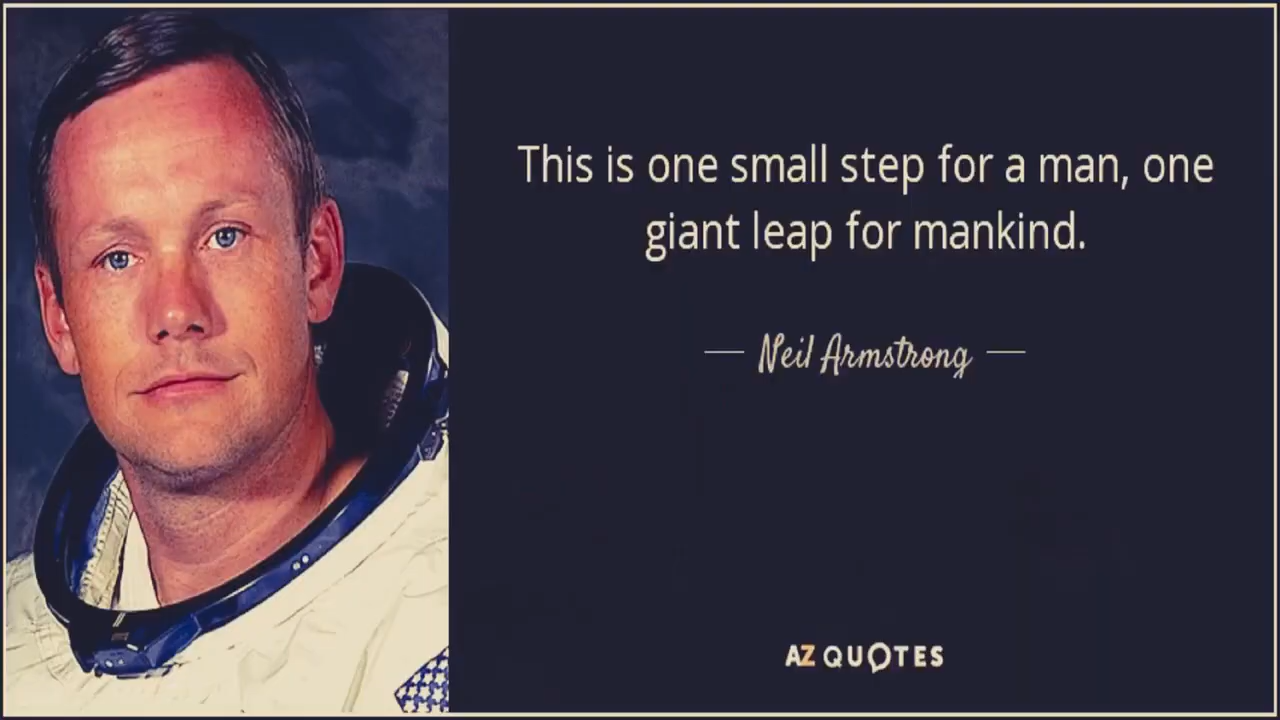 This is one small step for a man, one
giant leap for mankind.
Neil Armstrong
AZ QUOTES